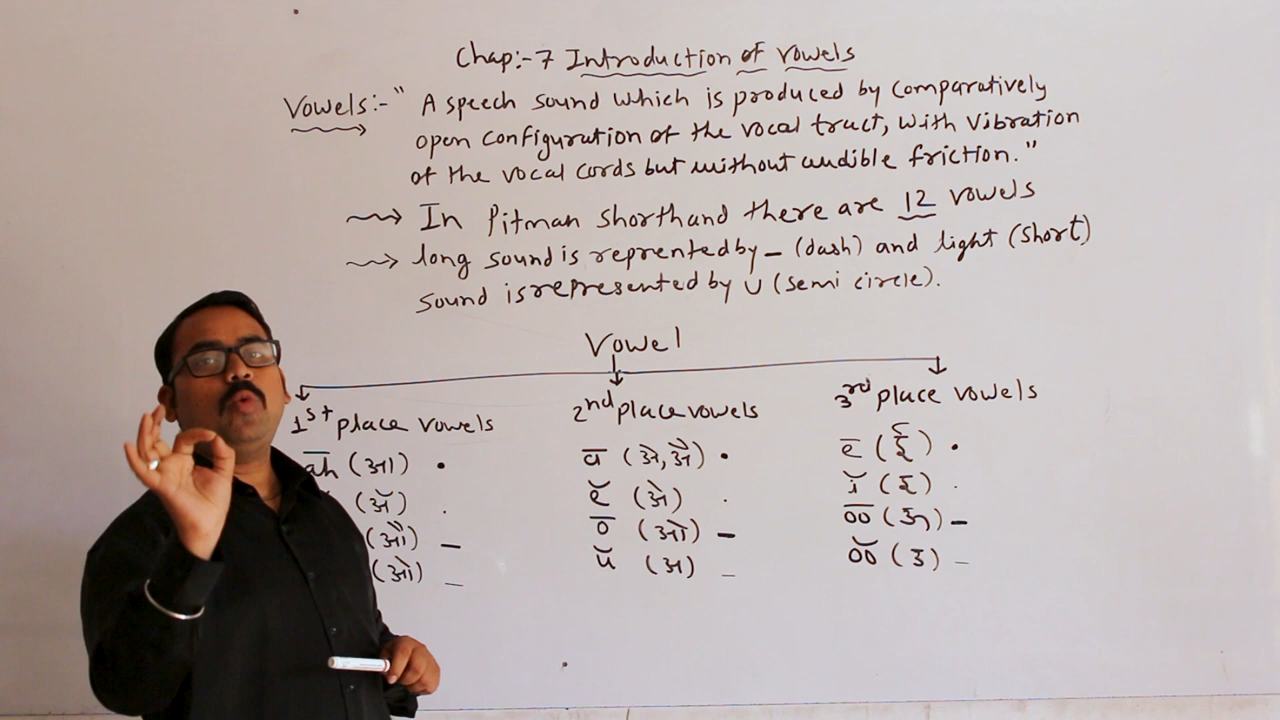 Chap:-7 Introduction of vowels
Vowels:- " A speech sound which is produced by comparatively
open configuration of the vocal tract, with vibration
of the vocal cords but without audible friction."
→ In Pitman shorthand there are 12 vowels
→ long sound is reprented by — (dash) and light (short)
sound is represented by ∪ (semi circle).
Vowel
1st place vowels 2nd place vowels 3rd place vowels
ah (आ) • ā (ऐ, ) • ē (ई) •
(ॲ) . ĕ () . ĭ (इ) .
() – ō (ओ) – o̅o̅ (ऊ) –
() – ŭ (अ) – ŏŏ (उ) –